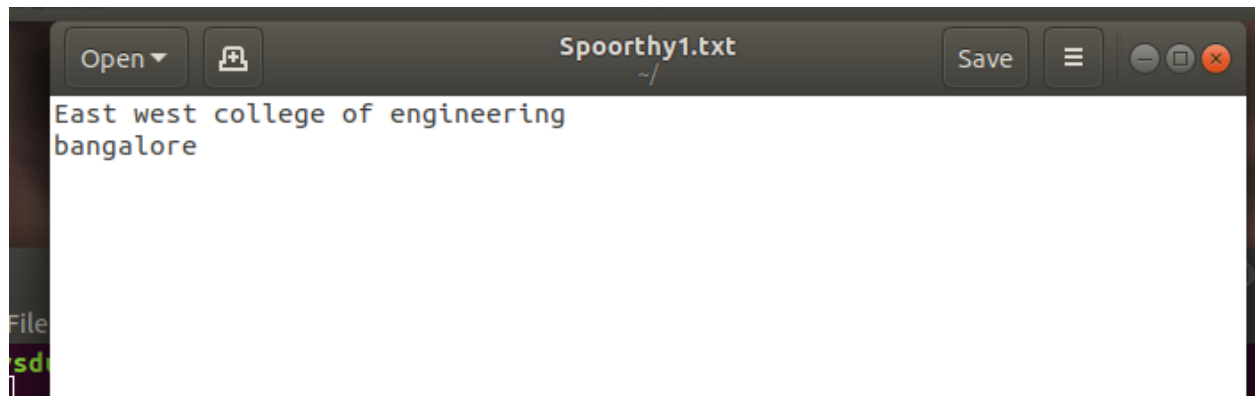 Open
Spoorthy1.txt
~/
Save
East west college of engineering
bangalore
File